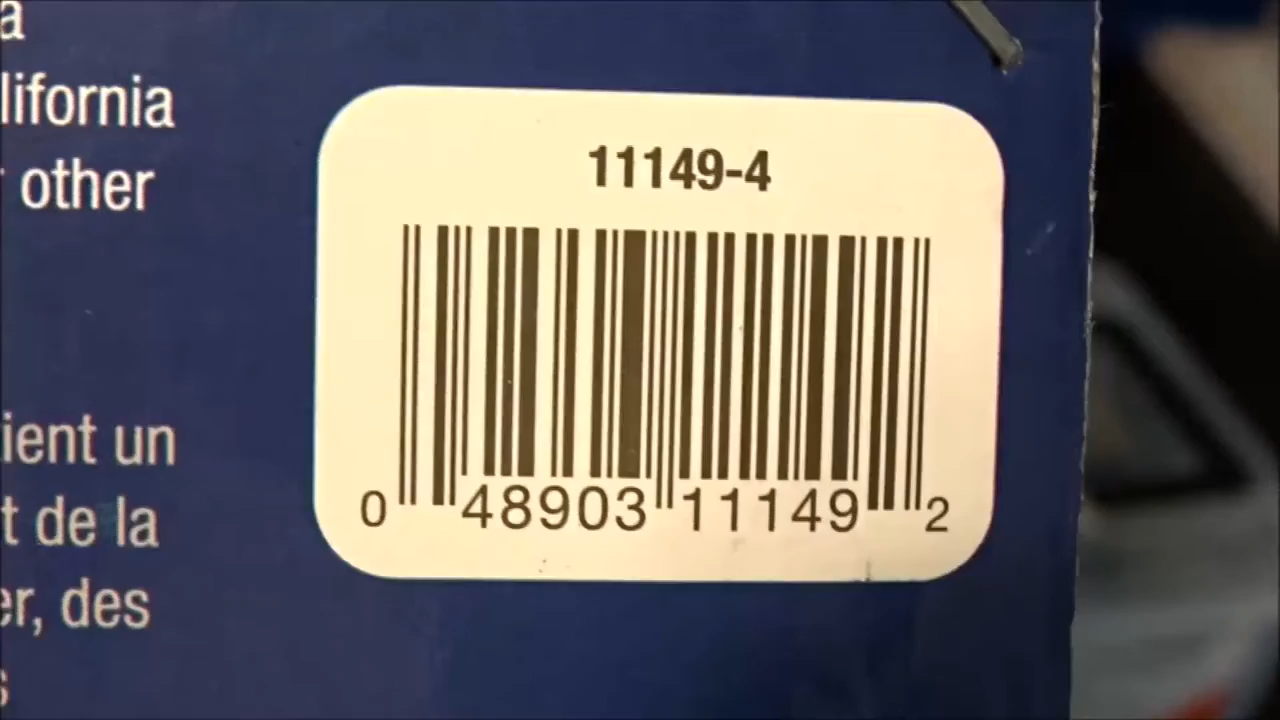 a
lifornia
other
11149-4
0 48903 11149 2
ient un
t de la
er, des
s